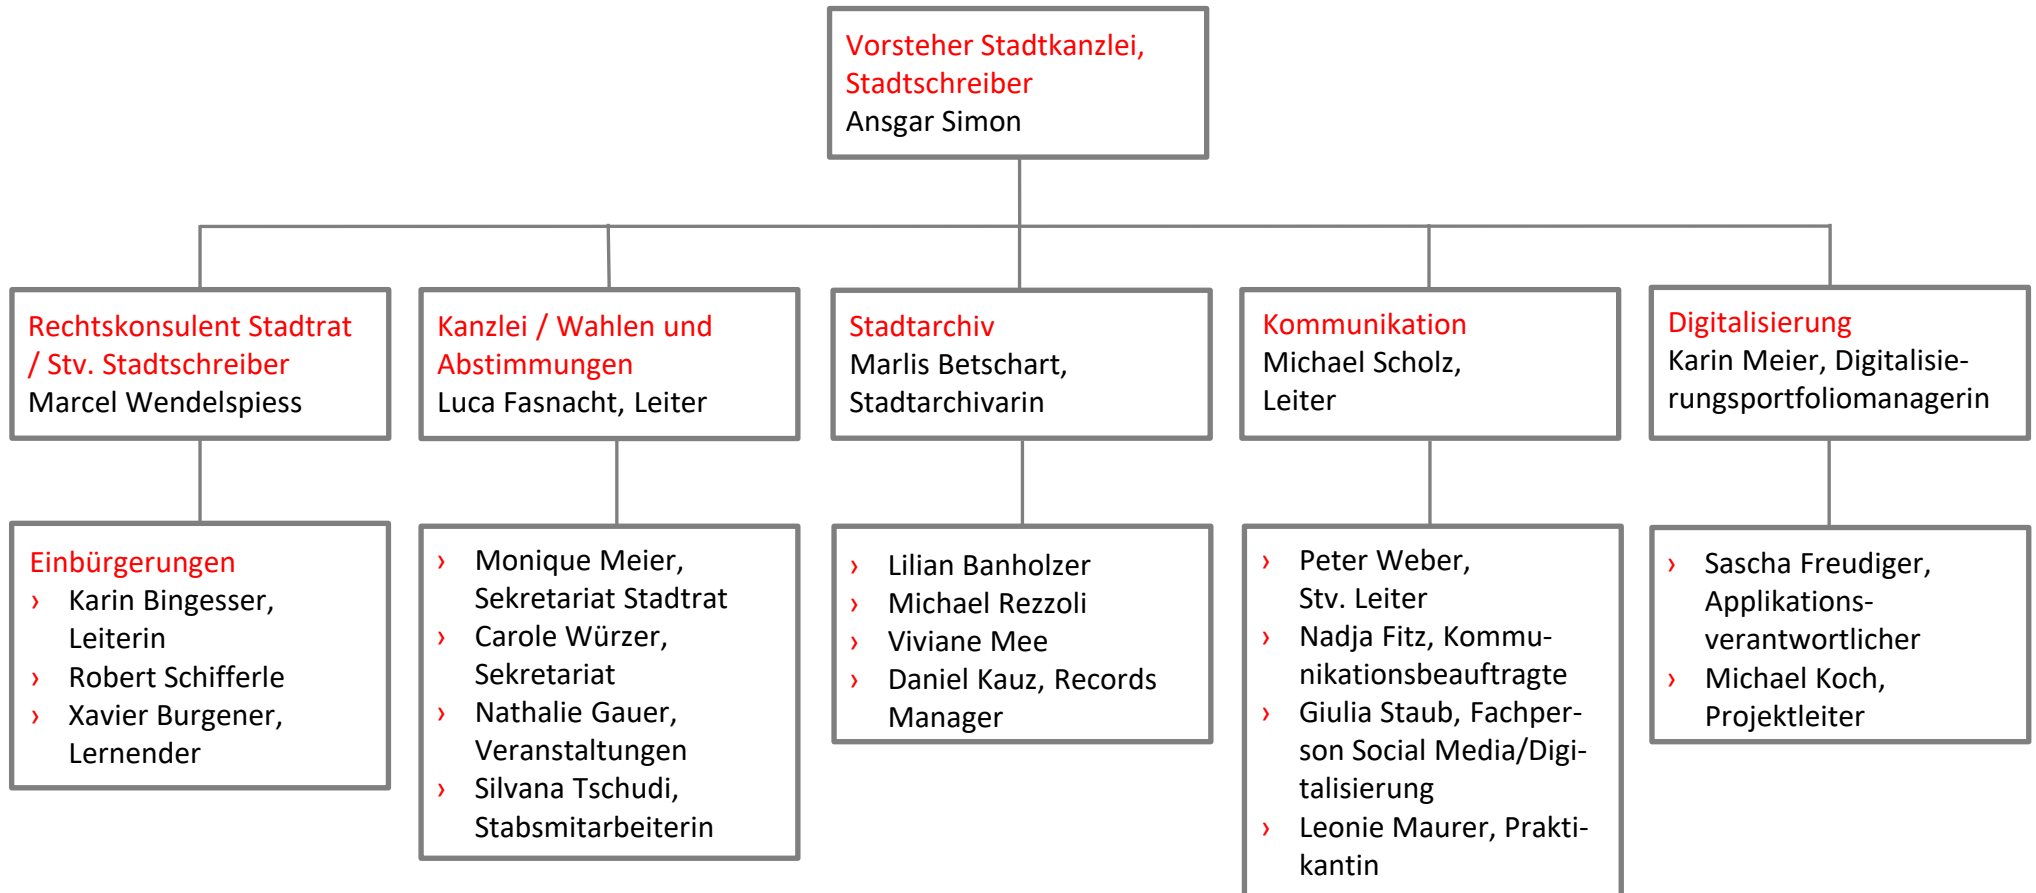 Vorsteher Stadtkanzlei,
Stadtschreiber
Ansgar Simon
Rechtskonsulent Stadtrat
/ Stv. Stadtschreiber
Marcel Wendelspiess
Kanzlei / Wahlen und
Abstimmungen
Luca Fasnacht, Leiter
Stadtarchiv
Marlis Betschart,
Stadtarchivarin
Kommunikation
Michael Scholz,
Leiter
Digitalisierung
Karin Meier, Digitalisie-
rungsportfoliomanagerin
Einbürgerungen
› Karin Bingesser,
Leiterin
› Robert Schifferle
› Xavier Burgener,
Lernender
› Monique Meier,
Sekretariat Stadtrat
› Carole Würzer,
Sekretariat
› Nathalie Gauer,
Veranstaltungen
› Silvana Tschudi,
Stabsmitarbeiterin
› Lilian Banholzer
› Michael Rezzoli
› Viviane Mee
› Daniel Kauz, Records
Manager
› Peter Weber,
Stv. Leiter
› Nadja Fitz, Kommu-
nikationsbeauftragte
› Giulia Staub, Fachper-
son Social Media/Digi-
talisierung
› Leonie Maurer, Prakti-
kantin
› Sascha Freudiger,
Applikations-
verantwortlicher
› Michael Koch,
Projektleiter